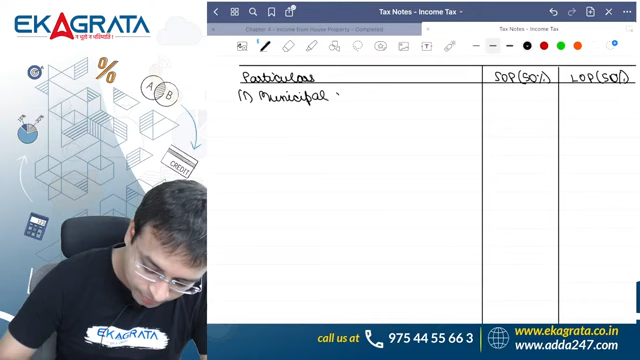 EKAGRATA
Chapter 4 - Income from House Property - Completed
Tax Notes - Income Tax
Tax Notes - Income Tax
Particulars SOP (50%) LOP (50%)
1) Municipal
%
A B
CREDIT
EKAGRATA
call us at 975 44 55 66 3
www.ekagrata.co.in
www.adda247.com